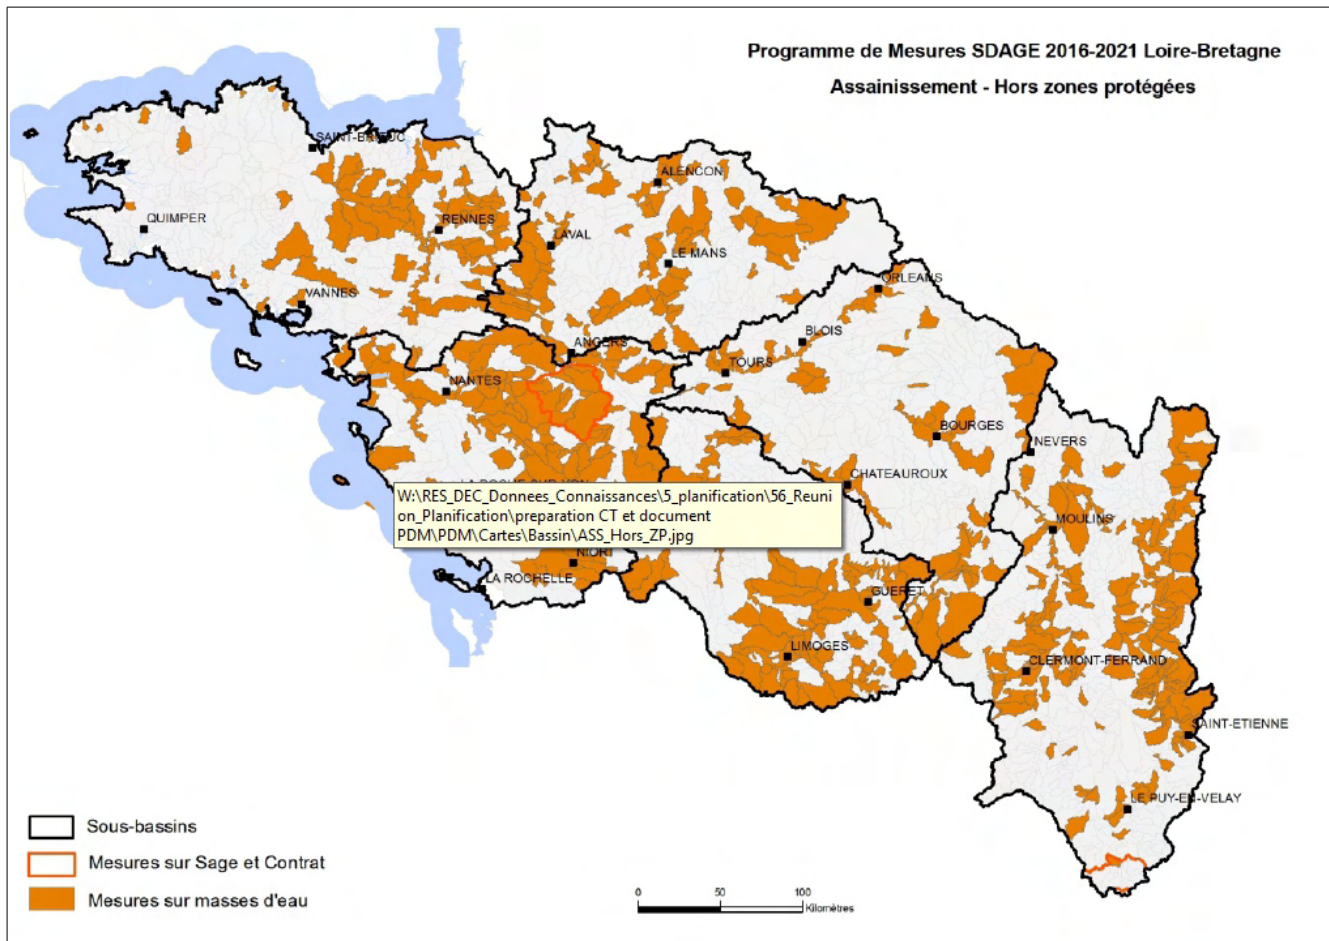 Programme de Mesures SDAGE 2016-2021 Loire-Bretagne
Assainissement - Hors zones protégées
SAINT-BRIEUC
ALENCON
QUIMPER
RENNES
LAVAL
LE MANS
ORLEANS
VANNES
BLOIS
ANGERS
TOURS
NANTES
BOURGES
NEVERS
CHATEAUROUX
W:\RES_DEC_Donnees_Connaissances\5_planification\56_Reuni
on_Planification\preparation CT et document
PDM\PDM\Cartes\Bassin\ASS_Hors_ZP.jpg
MOULINS
NIORT
LA ROCHELLE
GUERET
LIMOGES
CLERMONT-FERRAND
SAINT-ETIENNE
LE PUY-EN-VELAY
Sous-bassins
Mesures sur Sage et Contrat
Mesures sur masses d'eau
0 50 100
Kilomètres